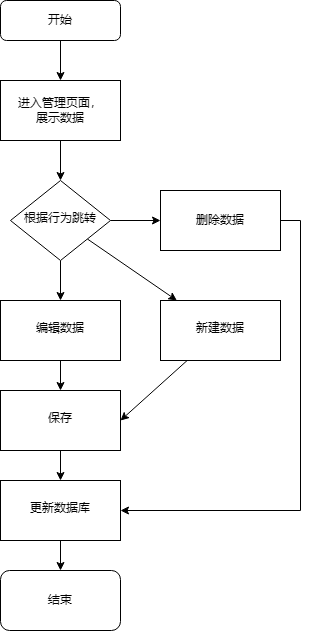 开始
进入管理页面，
展示数据
根据行为跳转
删除数据
编辑数据
新建数据
保存
更新数据库
结束